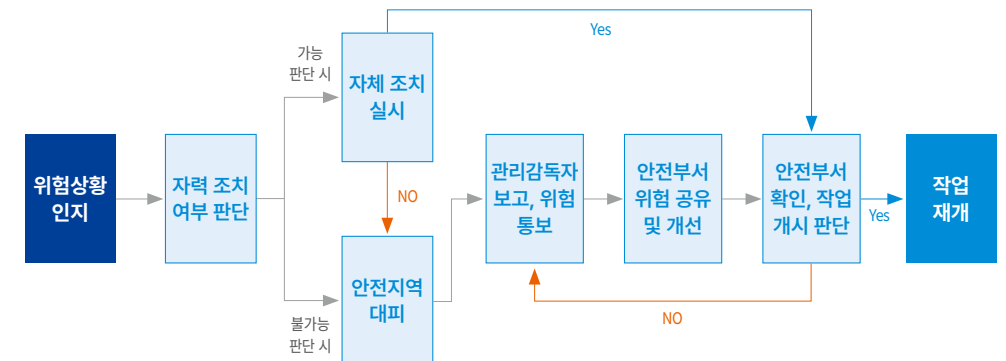 위험상황
인지
자력 조치
여부 판단
가능
판단 시
자체 조치
실시
NO
불가능
판단 시
안전지역
대피
관리감독자
보고, 위험
통보
안전부서
위험 공유
및 개선
안전부서
확인, 작업
개시 판단
Yes
NO
Yes
작업
재개